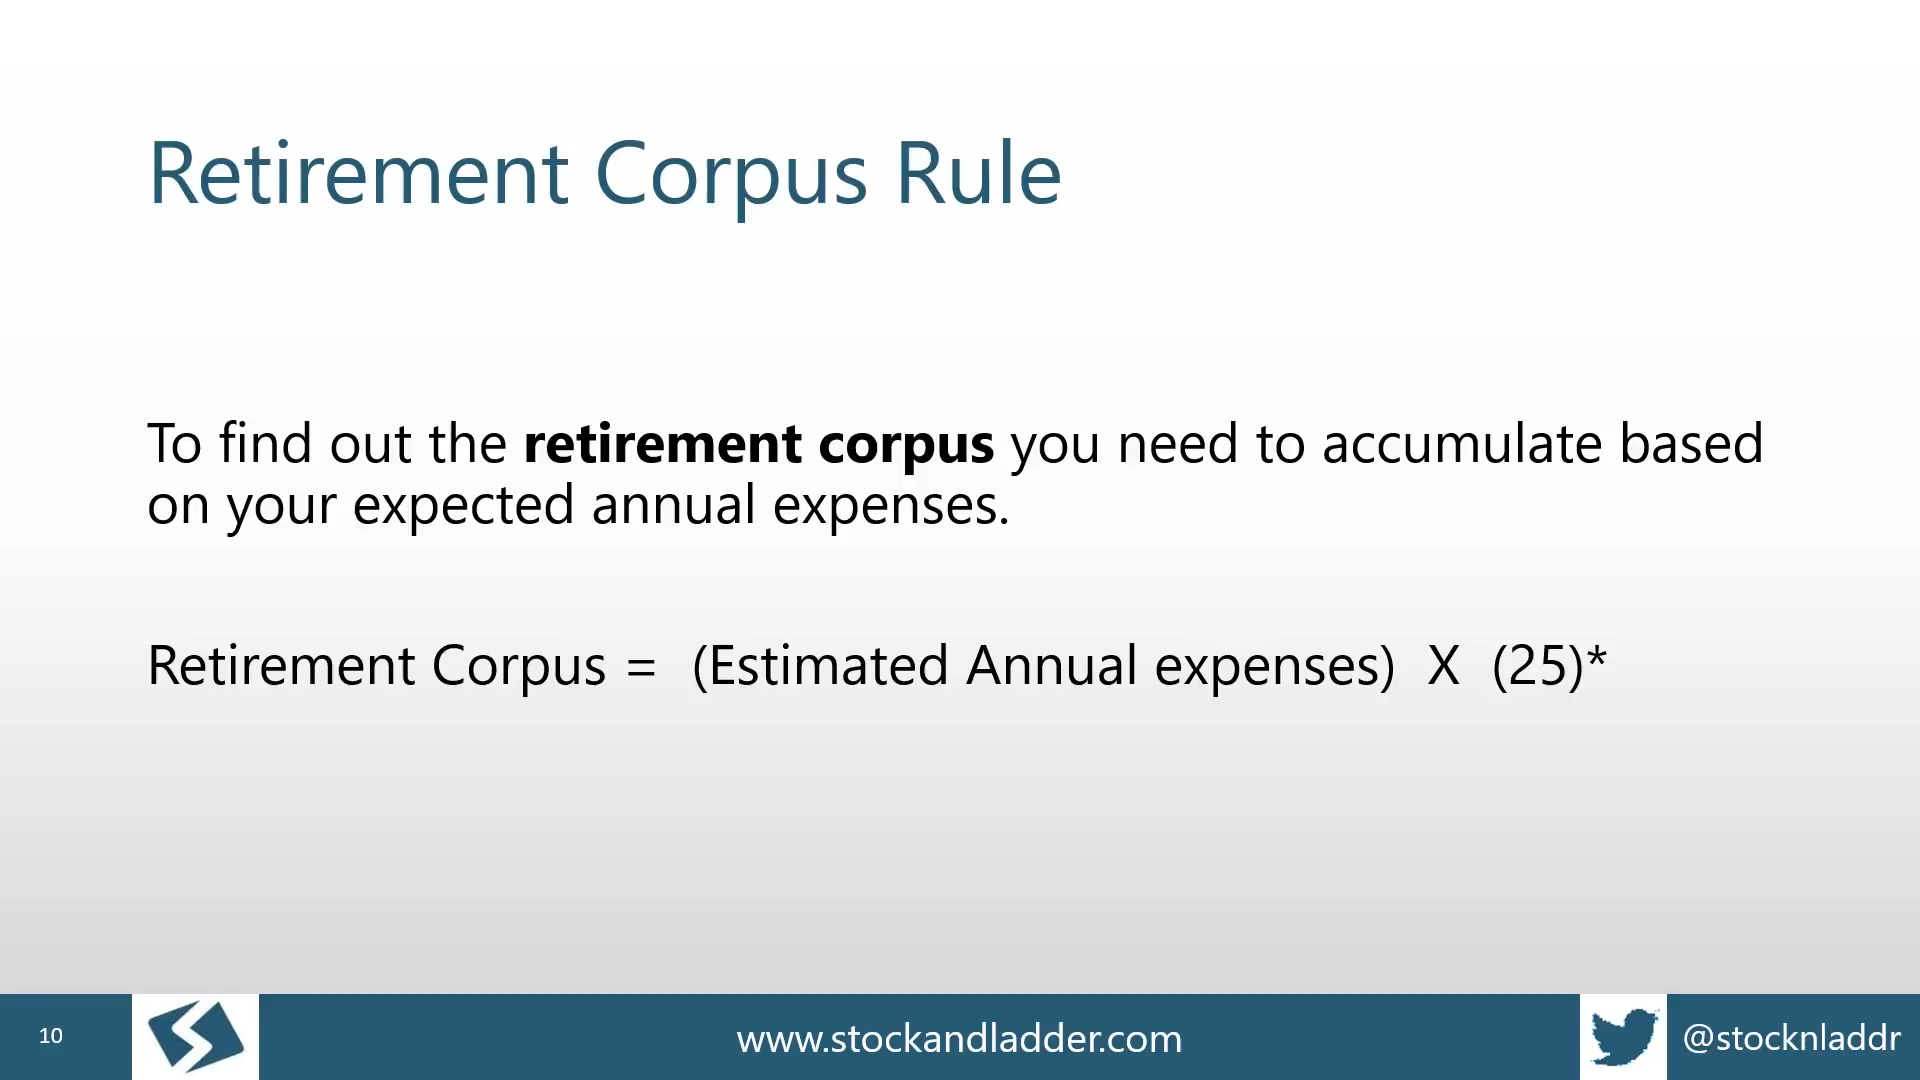 Retirement Corpus Rule
To find out the retirement corpus you need to accumulate based
on your expected annual expenses.
Retirement Corpus = (Estimated Annual expenses) X (25)*
10
www.stockandladder.com
@stocknladdr